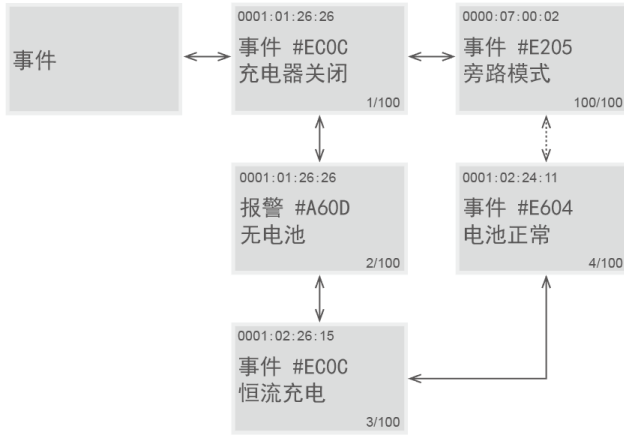 事件
0001:01:26:26
事件 #EC0C
充电器关闭
1/100
0000:07:00:02
事件 #E205
旁路模式
100/100
0001:01:26:26
报警 #A60D
无电池
2/100
0001:02:24:11
事件 #E604
电池正常
4/100
0001:02:26:15
事件 #EC0C
恒流充电
3/100